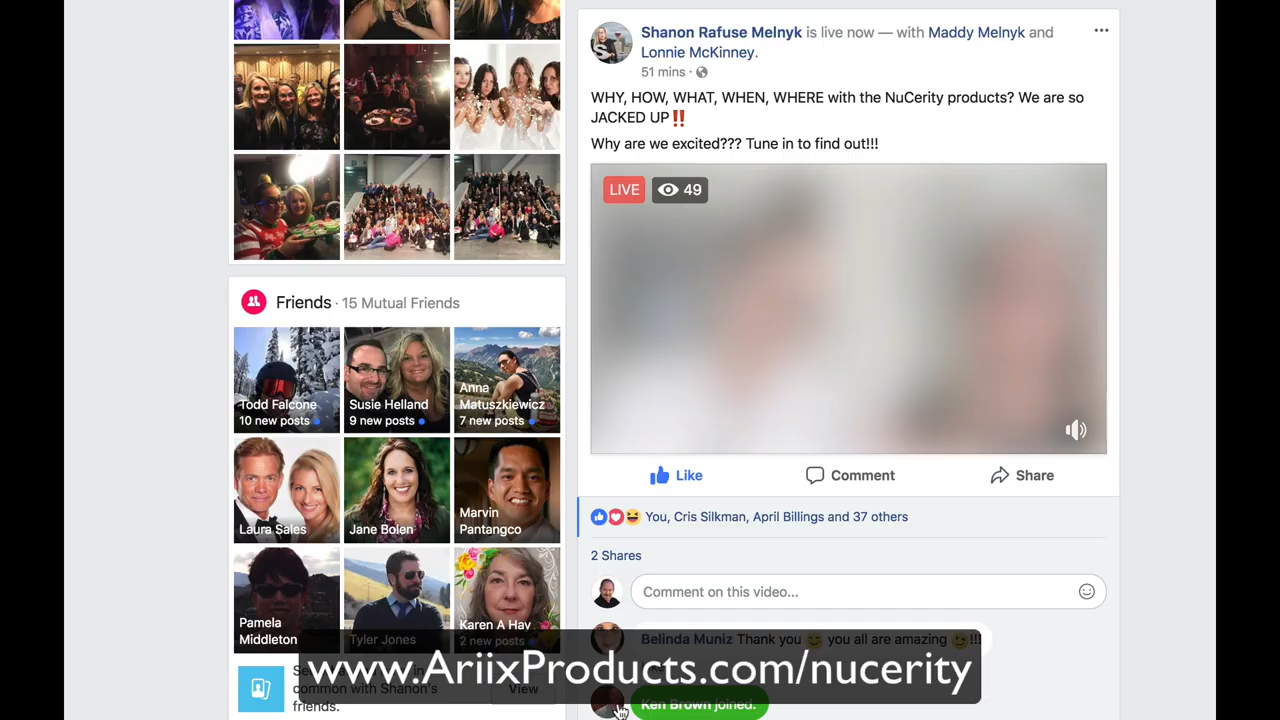 Shanon Rafuse Melnyk is live now — with Maddy Melnyk and
Lonnie McKinney.
51 mins ·
WHY, HOW, WHAT, WHEN, WHERE with the NuCerity products? We are so
JACKED UP‼️
Why are we excited??? Tune in to find out!!!
LIVE 49
Like Comment Share
You, Cris Silkman, April Billings and 37 others
2 Shares
Comment on this video...
Belinda Muniz Thank you 😊 you all are amazing 😉!!!
Ken Brown joined.
Friends · 15 Mutual Friends
Todd Falcone
10 new posts
Susie Helland
9 new posts
Anna
Matuszkiewicz
7 new posts
Laura Sales
Jane Bolen
Marvin
Pantangco
Pamela
Middleton
Tyler Jones
Karen A Hay
2 new posts
common with Shanon's
friends.
View
www.AriixProducts.com/nucerity